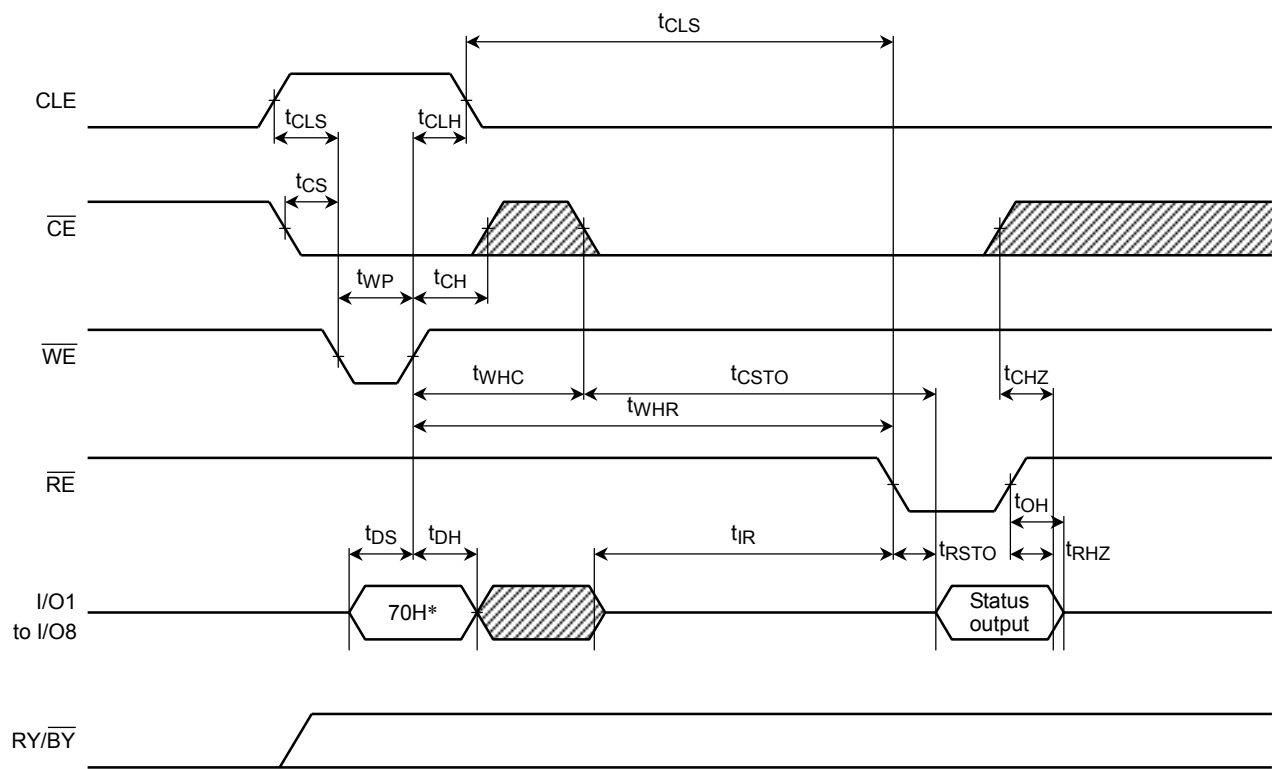 tCLS
CLE
tCLS
tCLH
tCS
CE
tWP
tCH
WE
tWHC
tCSTO
tCHZ
tWHR
RE
tOH
tDS
tDH
tIR
tRSTO
tRHZ
I/O1
to I/O8
70H*
Status
output
RY/BY